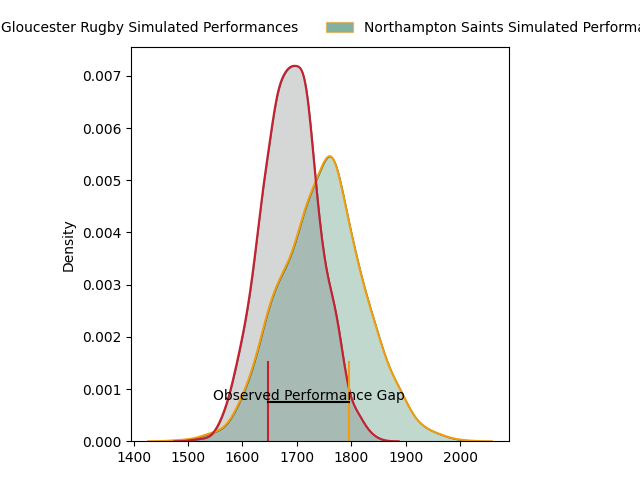 Gloucester Rugby Simulated Performances Northampton Saints Simulated
0.007
0.006
0.005
0.004
0.003
0.002
0.001
0.000
Density
Observed Performance Gap
1400 1500 1600 1700 1800 1900 2000